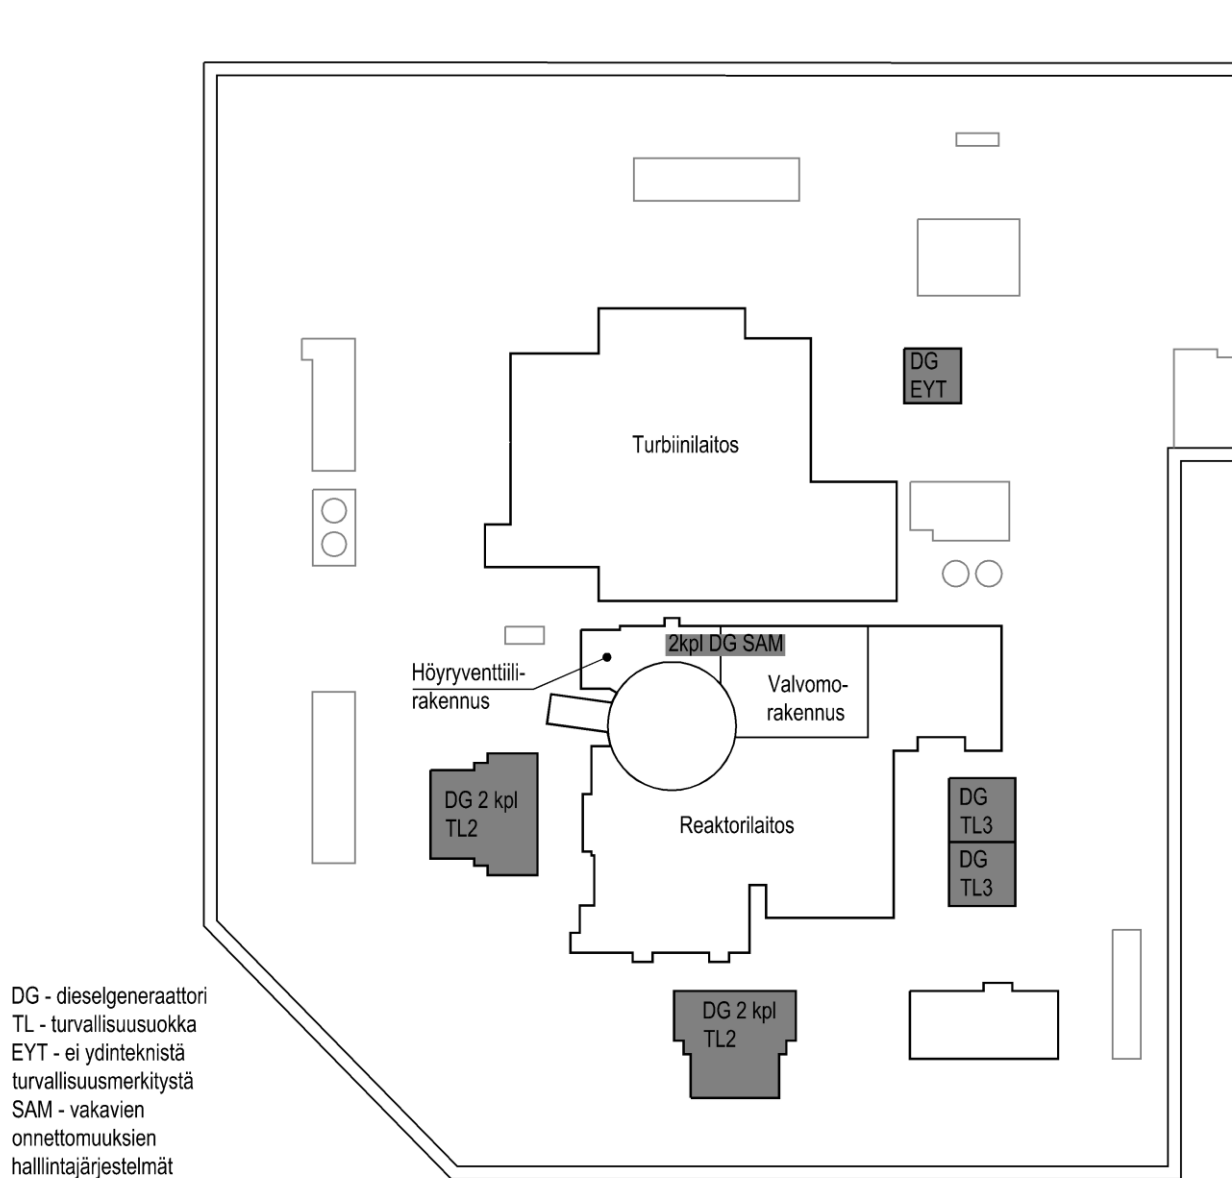 DG
EYT
Turbiinilaitos
2kpl DG SAM
Höyryventtiili-
rakennus
Valvomo-
rakennus
DG 2 kpl
TL2
Reaktorilaitos
DG
TL3
DG
TL3
DG 2 kpl
TL2
DG - dieselgeneraattori
TL - turvallisuusuokka
EYT - ei ydinteknistä
turvallisuusmerkitystä
SAM - vakavien
onnettomuuksien
halllintajärjestelmät